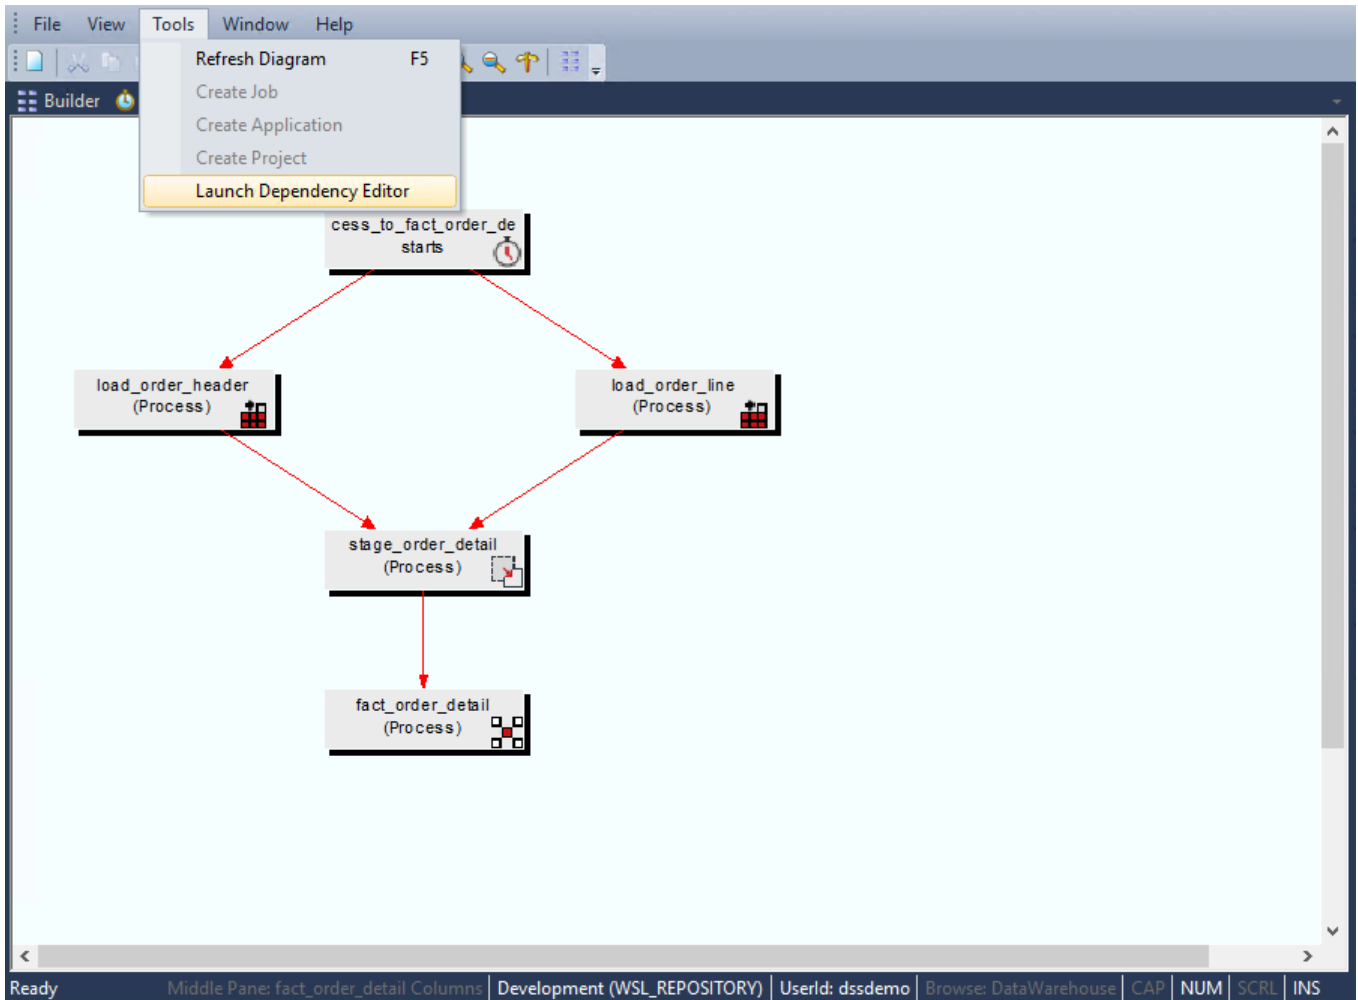 File View Tools Window Help
Refresh Diagram F5
Create Job
Create Application
Create Project
Launch Dependency Editor
Builder
cess_to_fact_order_de
starts
load_order_header
(Process)
load_order_line
(Process)
stage_order_detail
(Process)
fact_order_detail
(Process)
Ready Middle Pane: fact_order_detail Columns Development (WSL_REPOSITORY) UserId: dssdemo Browse: DataWarehouse CAP NUM SCRL INS